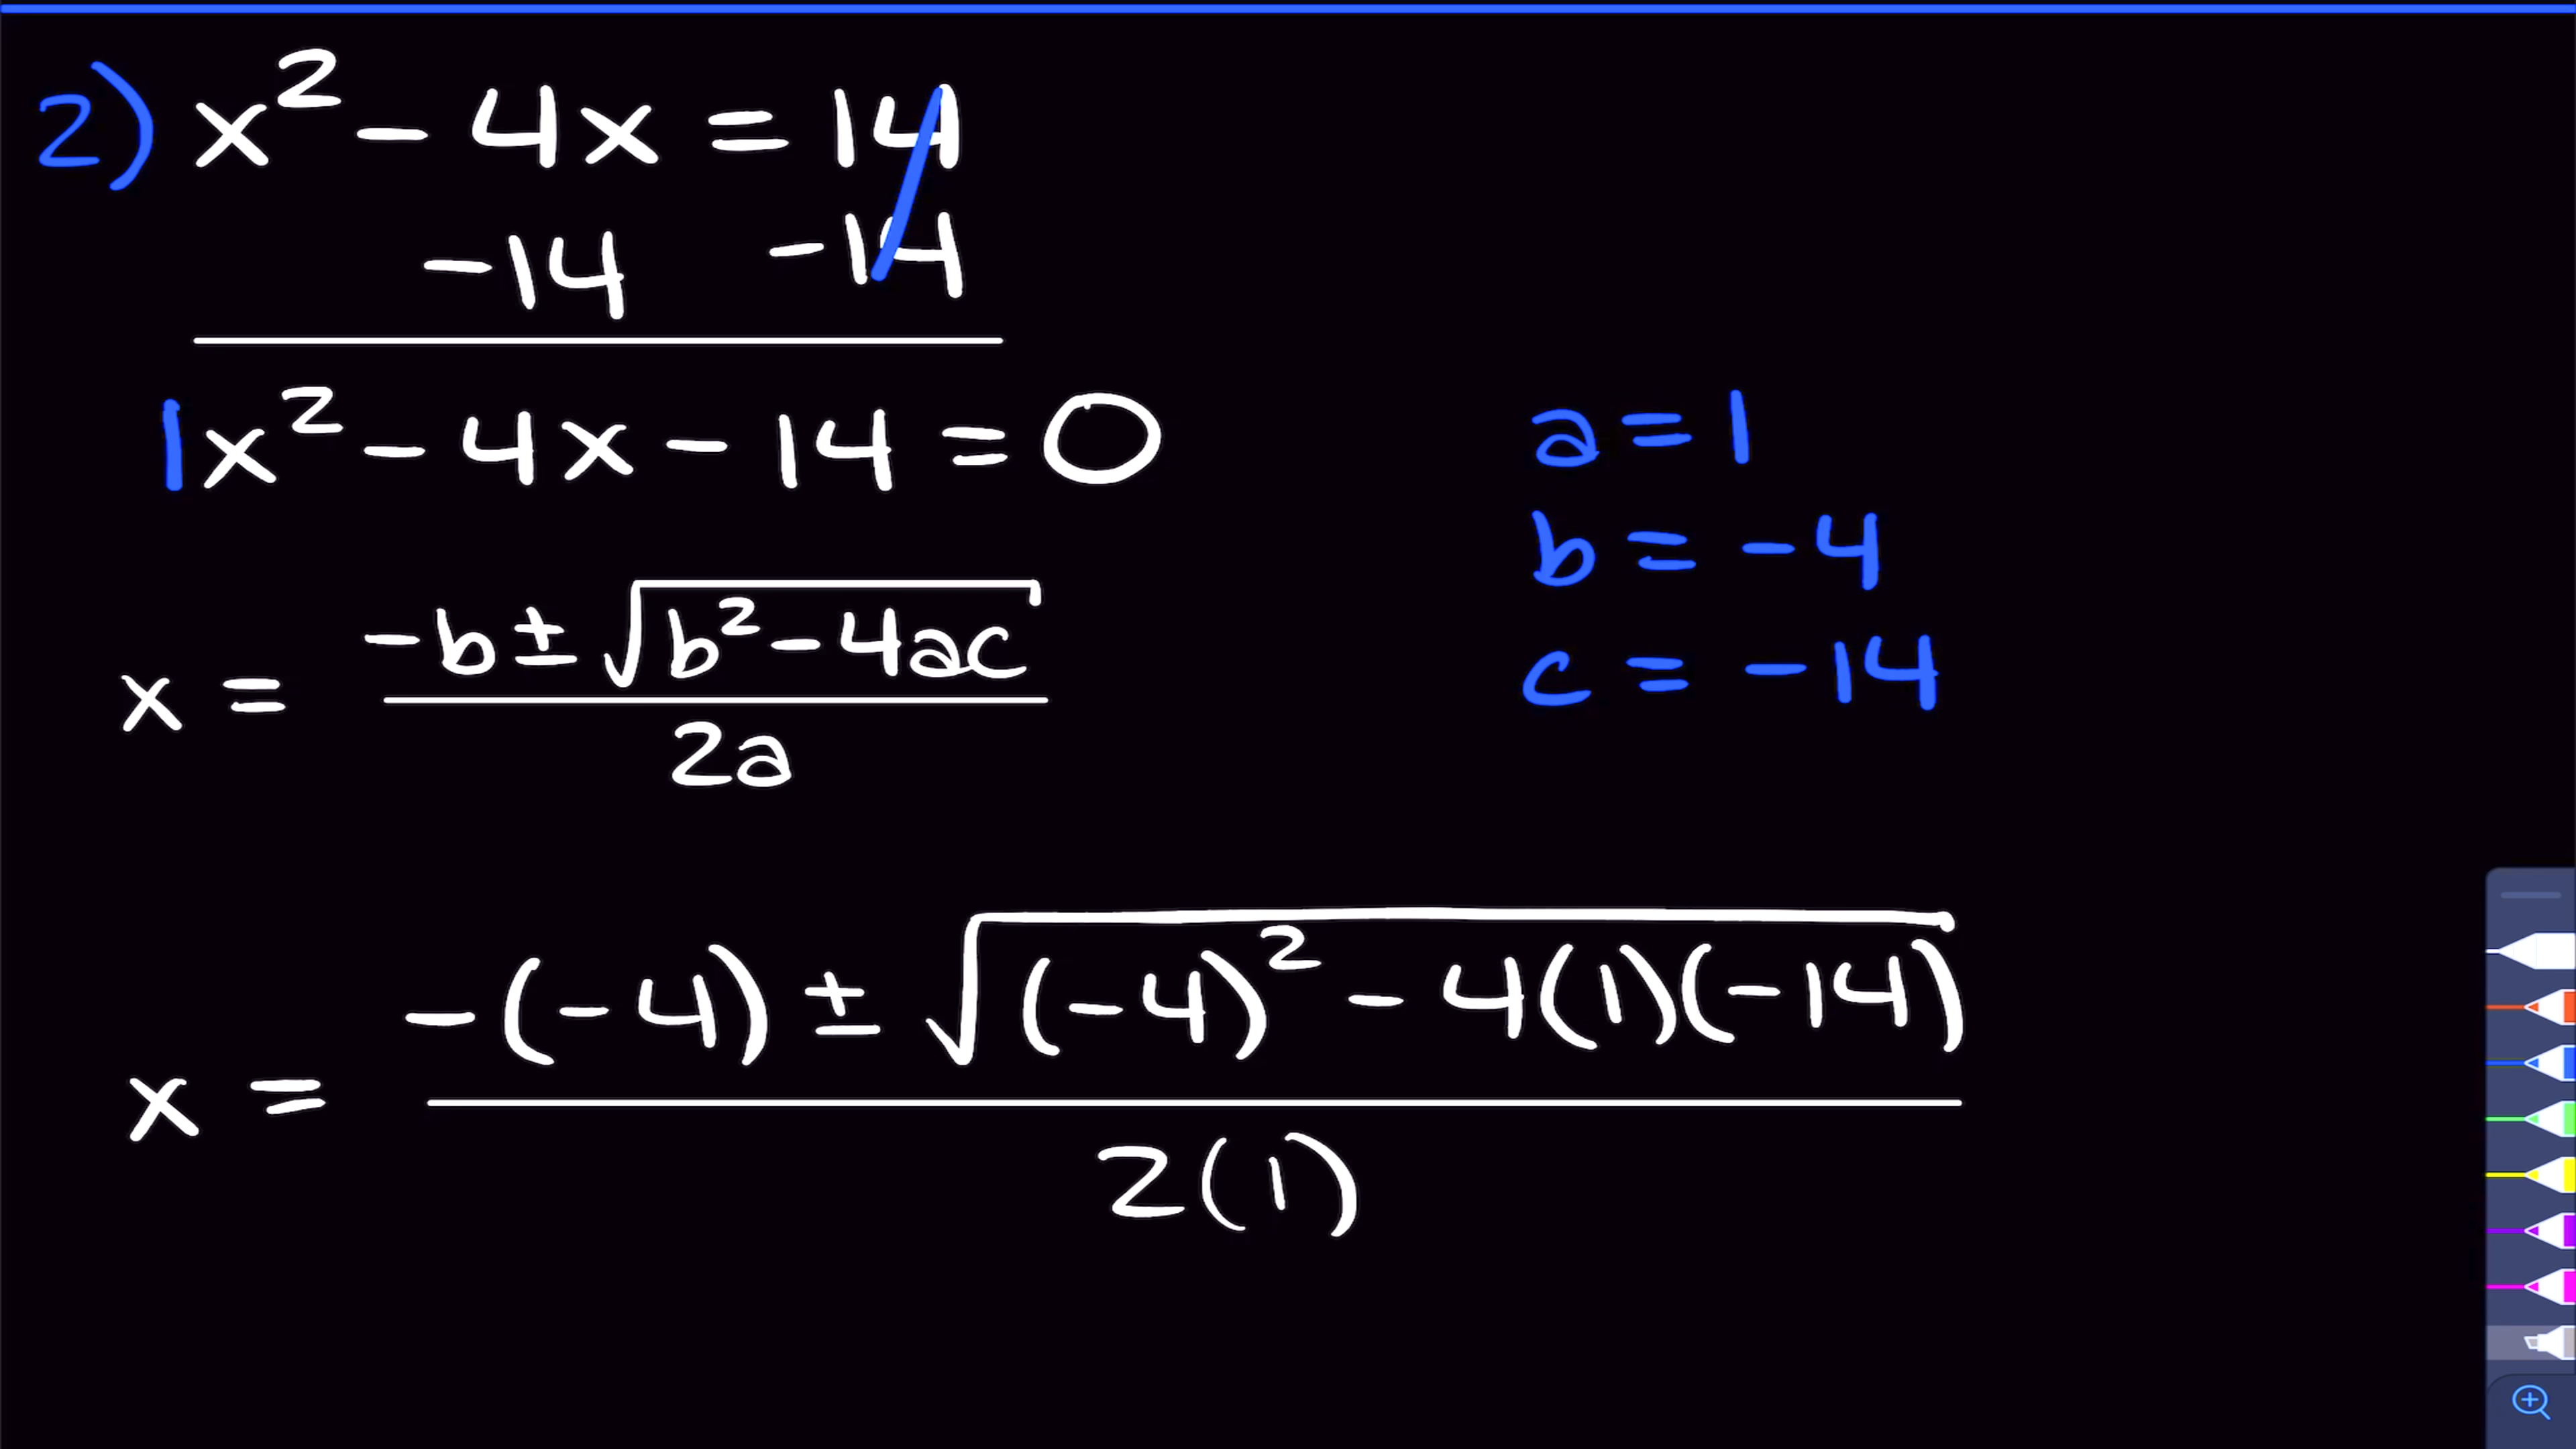 2) x² - 4x = 14
-14 -14
1x² - 4x - 14 = 0
a = 1
b = -4
c = -14
x = (-b ± √(b² - 4ac)) / 2a
x = (-(-4) ± √((-4)² - 4(1)(-14))) / 2(1)